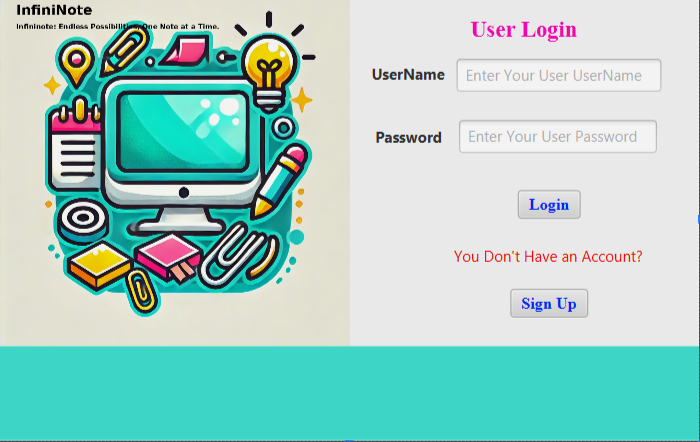 InfiniNote
Infininote: Endless Possibilities, One Note at a Time.
User Login
UserName
Enter Your User UserName
Password
Enter Your User Password
Login
You Don't Have an Account?
Sign Up